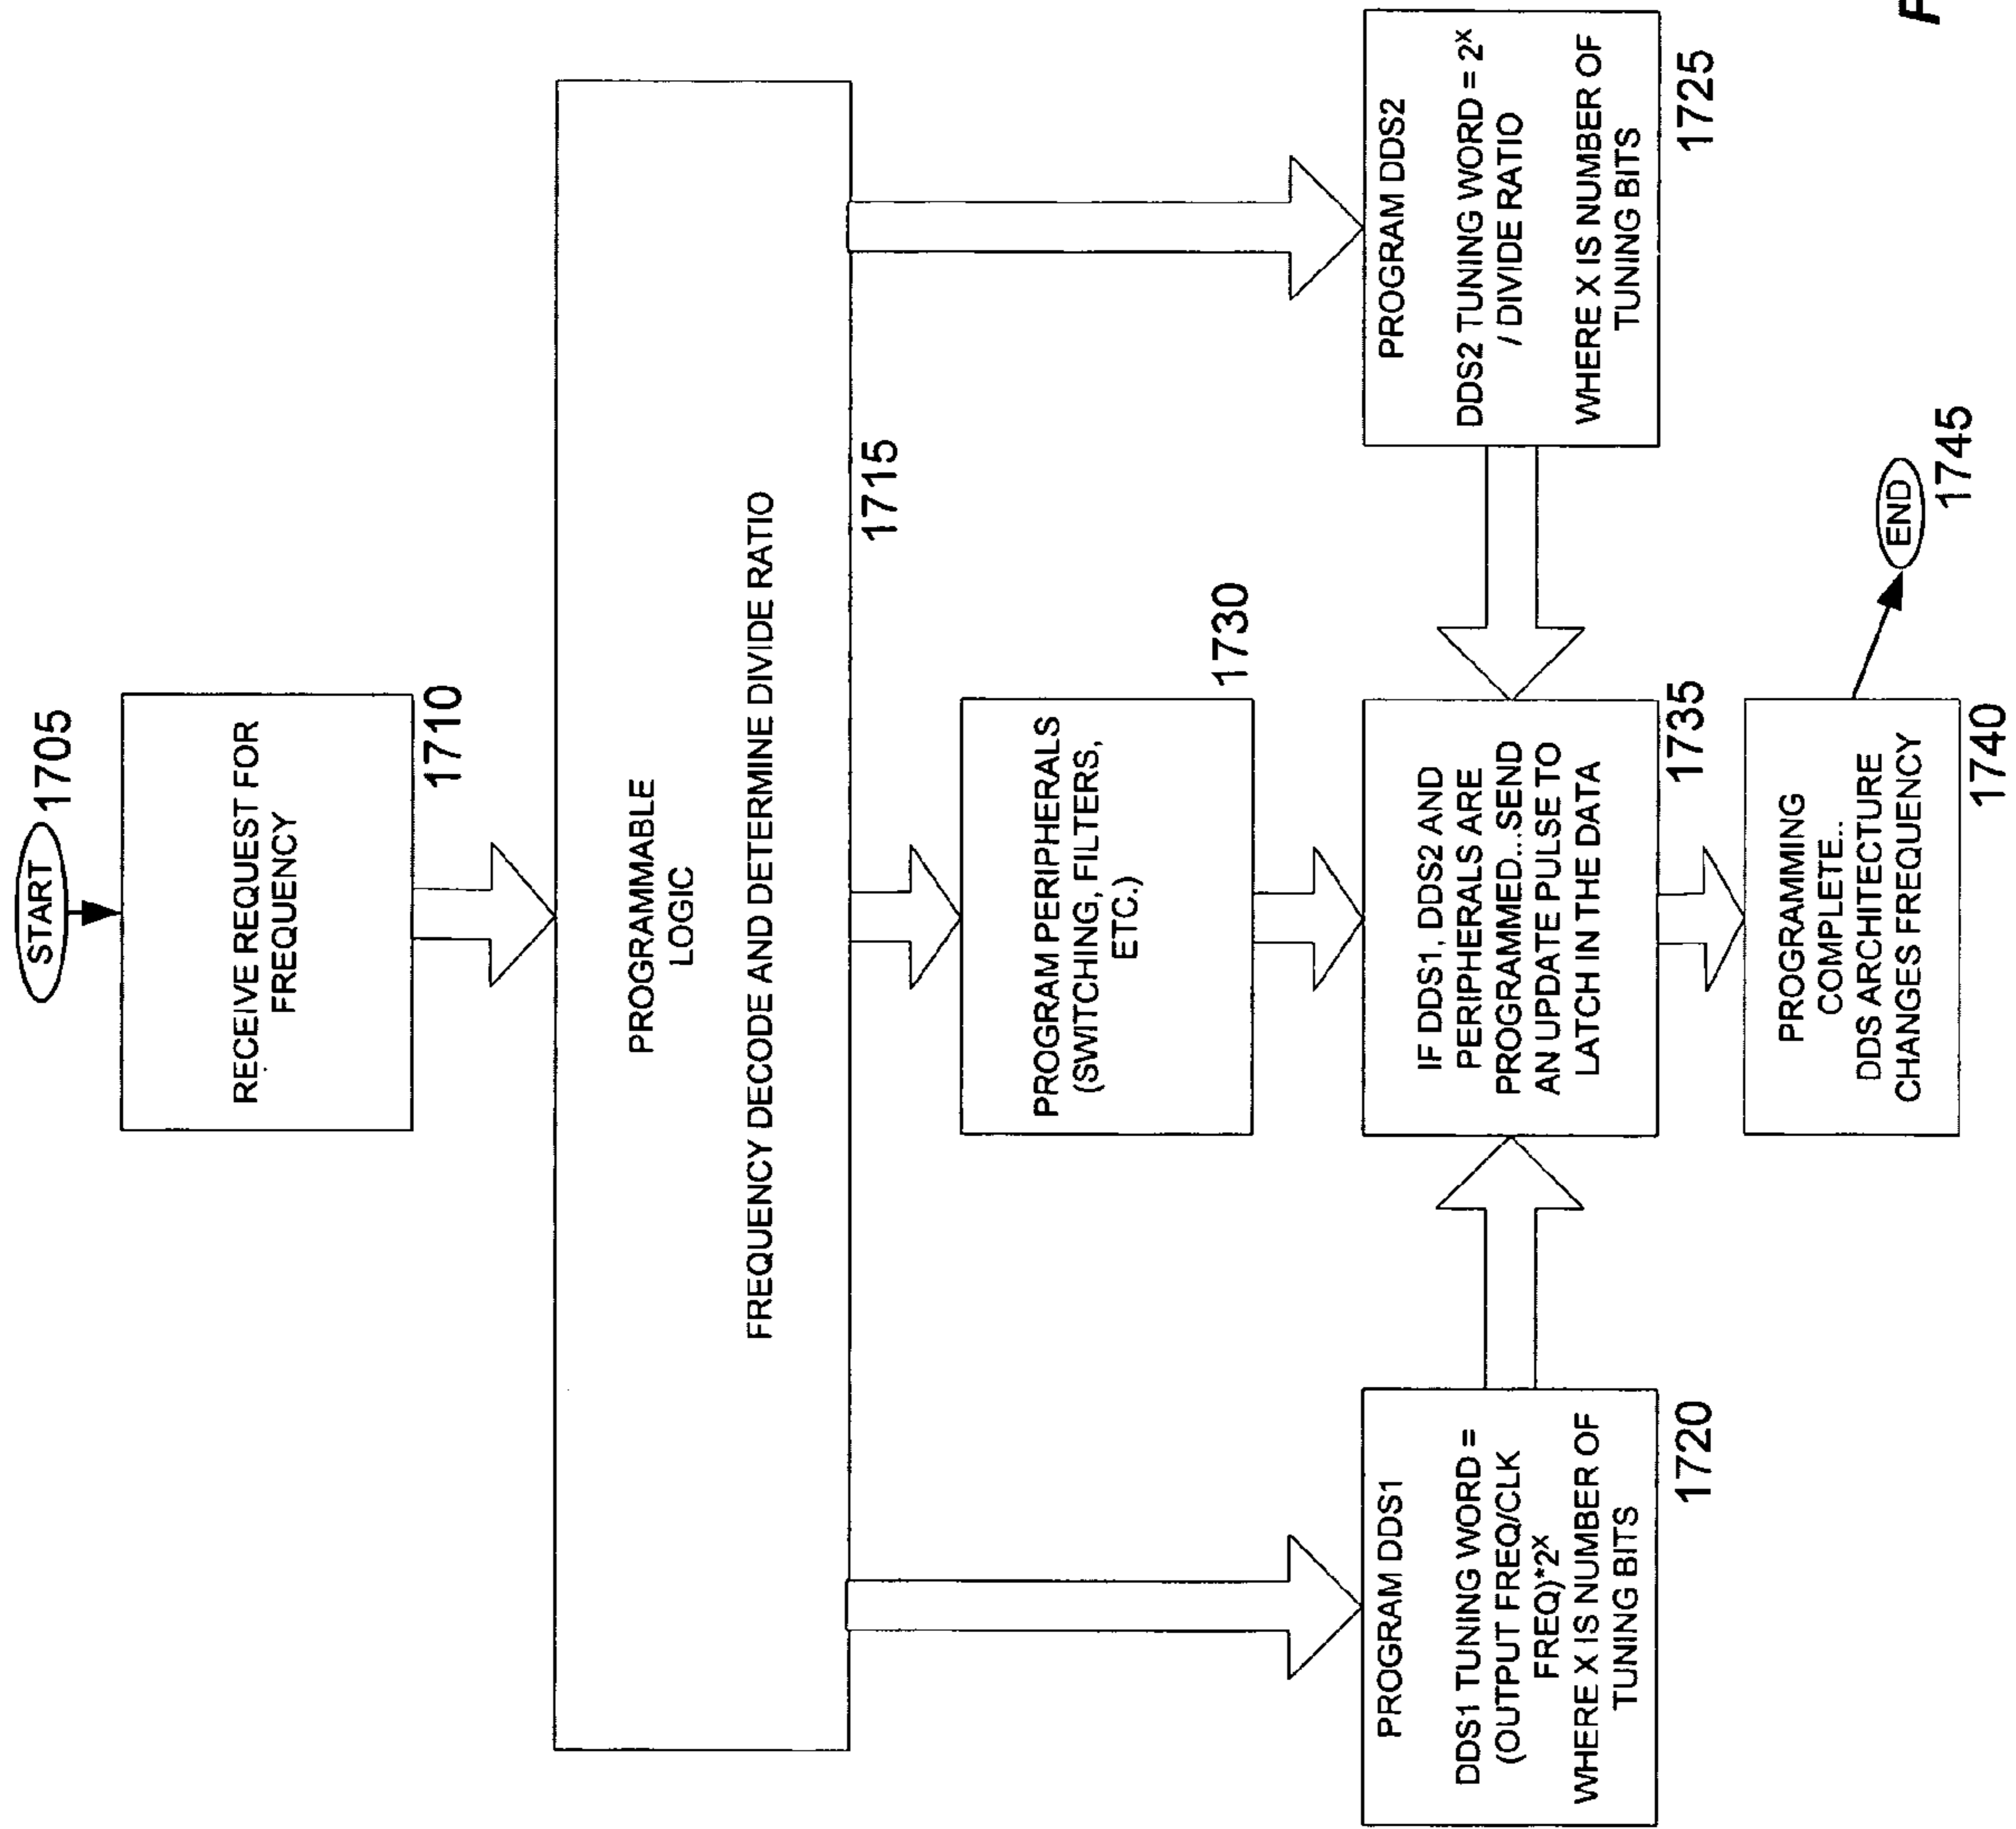 START
1705
RECEIVE REQUEST FOR
FREQUENCY
1710
PROGRAMMABLE
LOGIC
FREQUENCY DECODE AND DETERMINE DIVIDE RATIO
1715
PROGRAM PERIPHERALS
(SWITCHING, FILTERS,
ETC.)
1730
PROGRAM DDS1
DDS1 TUNING WORD =
(OUTPUT FREQ/CLK
FREQ)*2^X
WHERE X IS NUMBER OF
TUNING BITS
1720
IF DDS1, DDS2 AND
PERIPHERALS ARE
PROGRAMMED...SEND
AN UPDATE PULSE TO
LATCH IN THE DATA
1735
PROGRAM DDS2
DDS2 TUNING WORD = 2^X
/ DIVIDE RATIO
WHERE X IS NUMBER OF
TUNING BITS
1725
PROGRAMMING
COMPLETE..
DDS ARCHITECTURE
CHANGES FREQUENCY
1740
END
1745